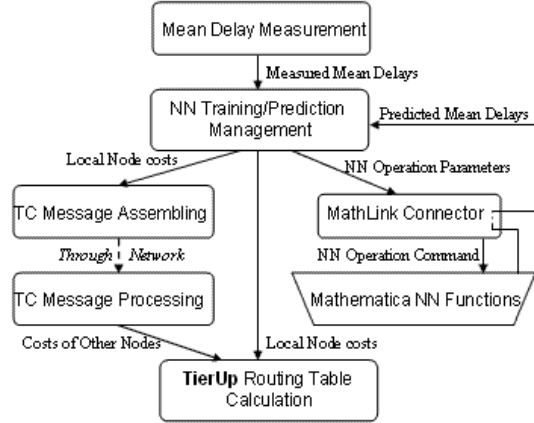 Mean Delay Measurement
Measured Mean Delays
NN Training/Prediction
Management
Predicted Mean Delays
Local Node costs
NN Operation Parameters
TC Message Assembling
MathLink Connector
Through Network
NN Operation Command
TC Message Processing
Mathematica NN Functions
Costs of Other Nodes
Local Node costs
TierUp Routing Table
Calculation